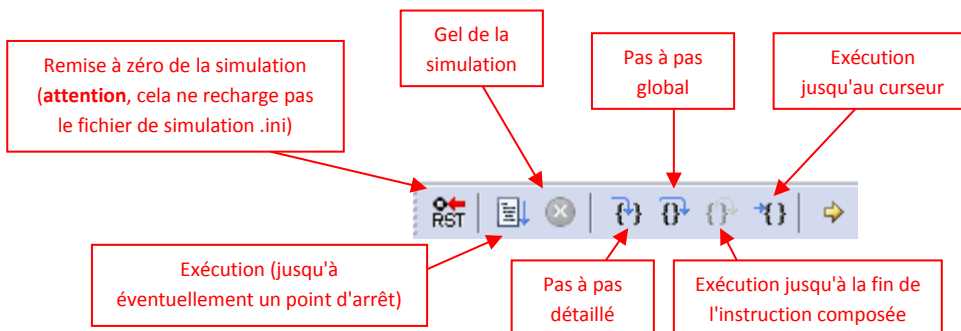 Gel de la
simulation
Remise à zéro de la simulation
(attention, cela ne recharge pas
le fichier de simulation .ini)
Pas à pas
global
Exécution
jusqu'au curseur
RST
Exécution (jusqu'à
éventuellement un point d'arrêt)
Pas à pas
détaillé
Exécution jusqu'à la fin de
l'instruction composée